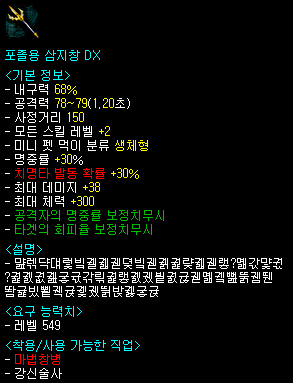 포졸용 삼지창 DX
<기본 정보>
- 내구력 68%
- 공격력 78~79(1,20초)
- 사정거리 150
- 모든 스킬 레벨 +2
- 미니 펫 먹이 분류 생체형
- 명중률 +30%
- 치명타 발동 확률 +30%
- 최대 데미지 +38
- 최대 체력 +300
- 공격자의 명중률 보정치무시
- 타겟의 회피율 보정치무시
<설명>
<요구 능력치>
- 레벨 549
<착용/사용 가능한 직업>
- 마법창병
- 강신술사